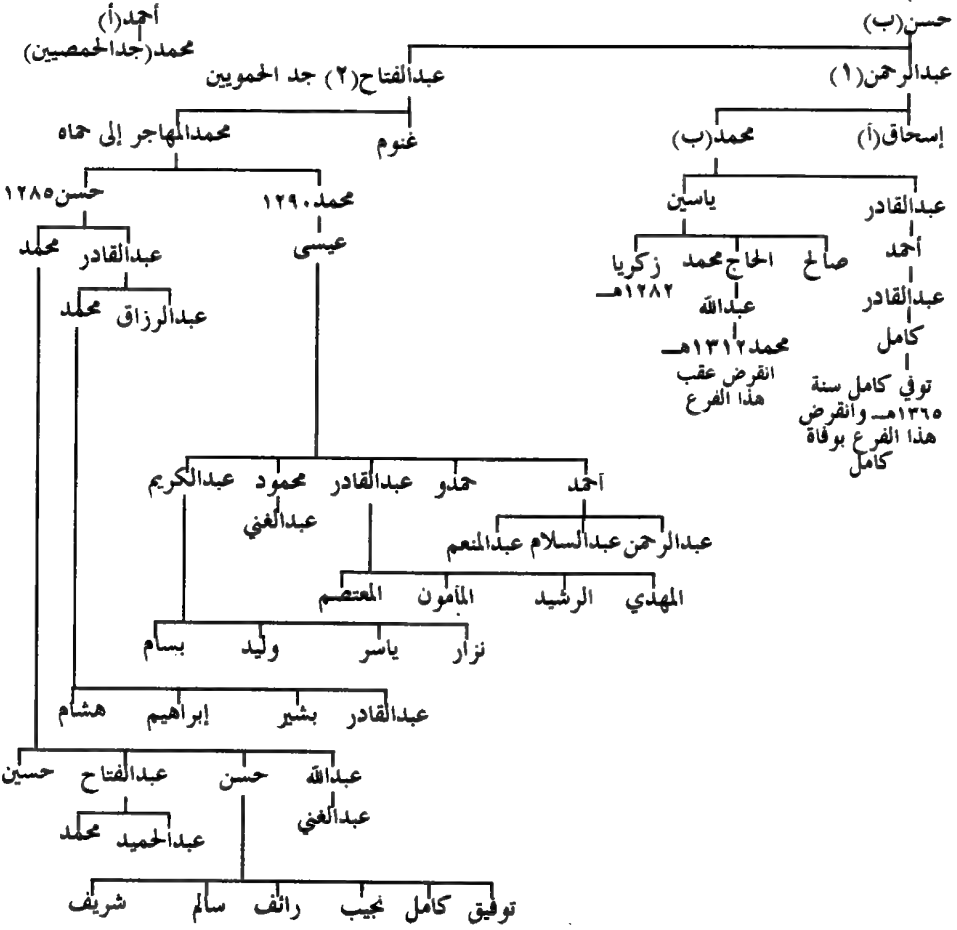 حسن(ب)
أحمد(أ)
محمد(جدالحمصيين)
عبدالرحمن(١)
عبدالفتاح(٢) جد الحمويين
إسحاق(أ)
محمد(ب)
غنوم
محمدالمهاجر إلى حماه
عبدالقادر
ياسين
محمد١٢٩٠
حسن١٢٨٥
أحمد
عيسى
عبدالقادر
محمد
صالح
الحاج محمد
زكريا
١٢٨٢هـ
عبدالقادر
عبدالله
عبدالرزاق
محمد
كامل
محمد١٣١٢هـ
انقرض عقب
هذا الفرع
توفي كامل سنة
١٣٦٥هـ وانقرض
هذا الفرع بوفاة
كامل
أحمد
حمدو
عبدالقادر
محمود
عبدالكريم
عبدالغني
عبدالرحمن
عبدالسلام
عبدالمنعم
المهدي
الرشيد
المأمون
المعتصم
نزار
ياسر
وليد
بسام
عبدالقادر
بشير
إبراهيم
هشام
عبدالله
حسن
عبدالفتاح
حسين
عبدالغني
عبدالحميد
محمد
توفيق
كامل
نجيب
رائف
سالم
شريف